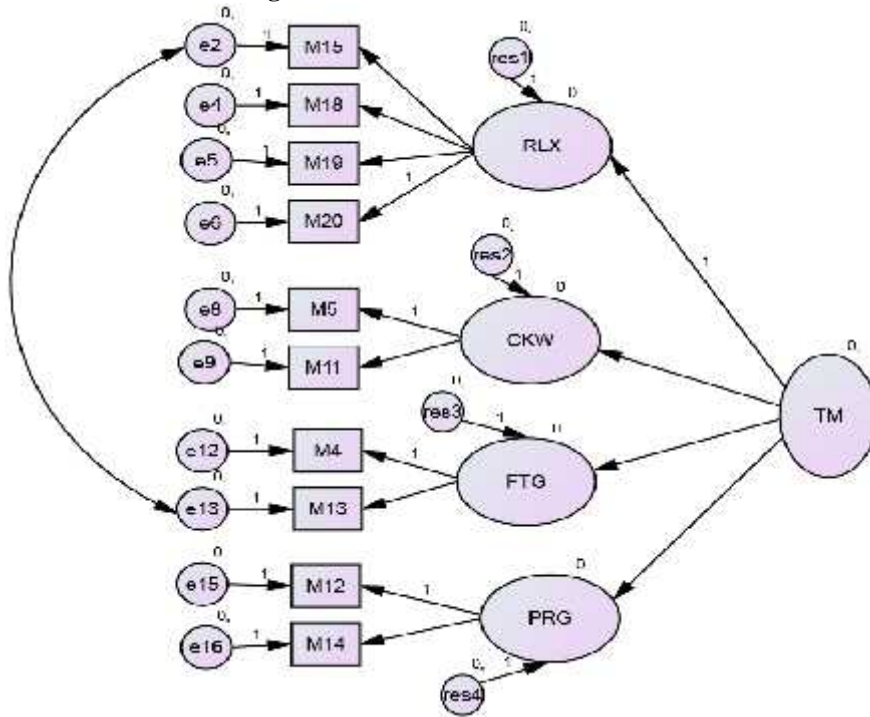 0,
e2 1 M15
0,
res1
1
0
RLX
0,
e4 1 M18
0,
e5 1 M19
1
0,
e6 1 M20
1
0,
res2
1
0
CKW
0,
e8 1 M5
1
0,
e9 1 M11
0,
TM
0,
res3
1
0
FTG
0,
e12 1 M4
1
0,
e13 1 M13
0,
e15 1 M12
1
0
PRG
0,
e16 1 M14
0, 1
res4